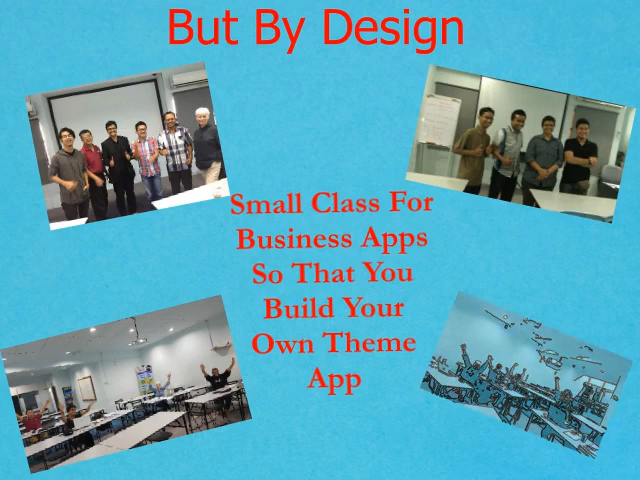 But By Design
Small Class For
Business Apps
So That You
Build Your
Own Theme
App